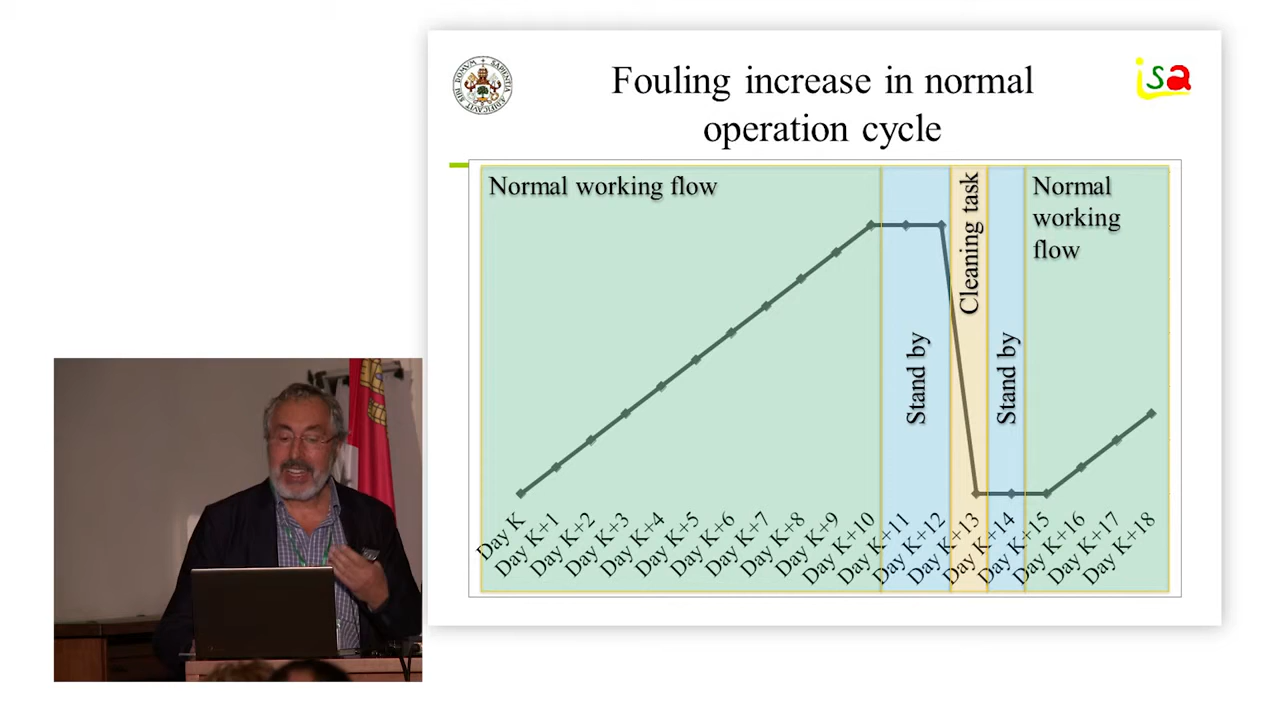 Fouling increase in normal
operation cycle
isa
Normal working flow
Stand by
Cleaning task
Stand by
Normal
working
flow
Day K
Day K+1
Day K+2
Day K+3
Day K+4
Day K+5
Day K+6
Day K+7
Day K+8
Day K+9
Day K+10
Day K+11
Day K+12
Day K+13
Day K+14
Day K+15
Day K+16
Day K+17
Day K+18